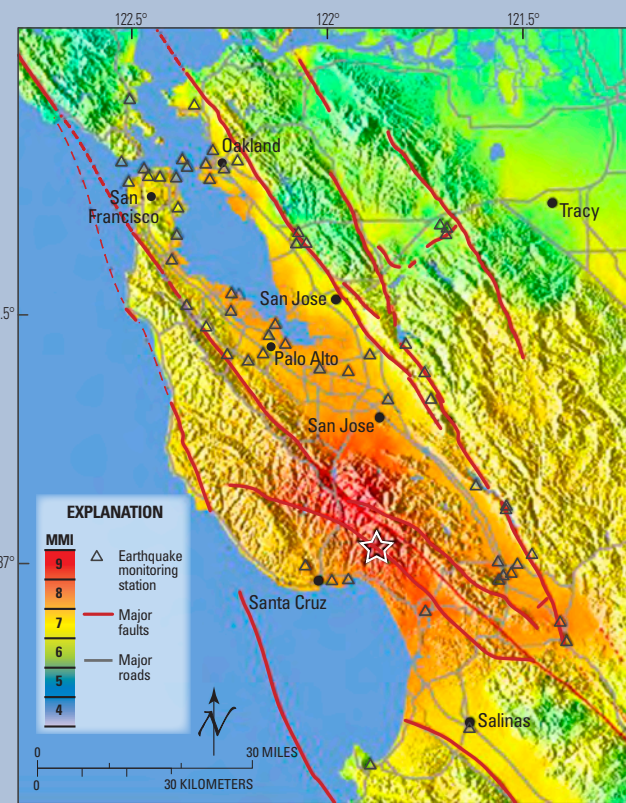 122.5°
122°
121.5°
Oakland
San
Francisco
Tracy
San Jose
.5°
Palo Alto
San Jose
EXPLANATION
MMI
9
8
7
6
5
4
Earthquake
monitoring
station
Major
faults
Major
roads
37°
Santa Cruz
Salinas
N
0
30 MILES
0
30 KILOMETERS